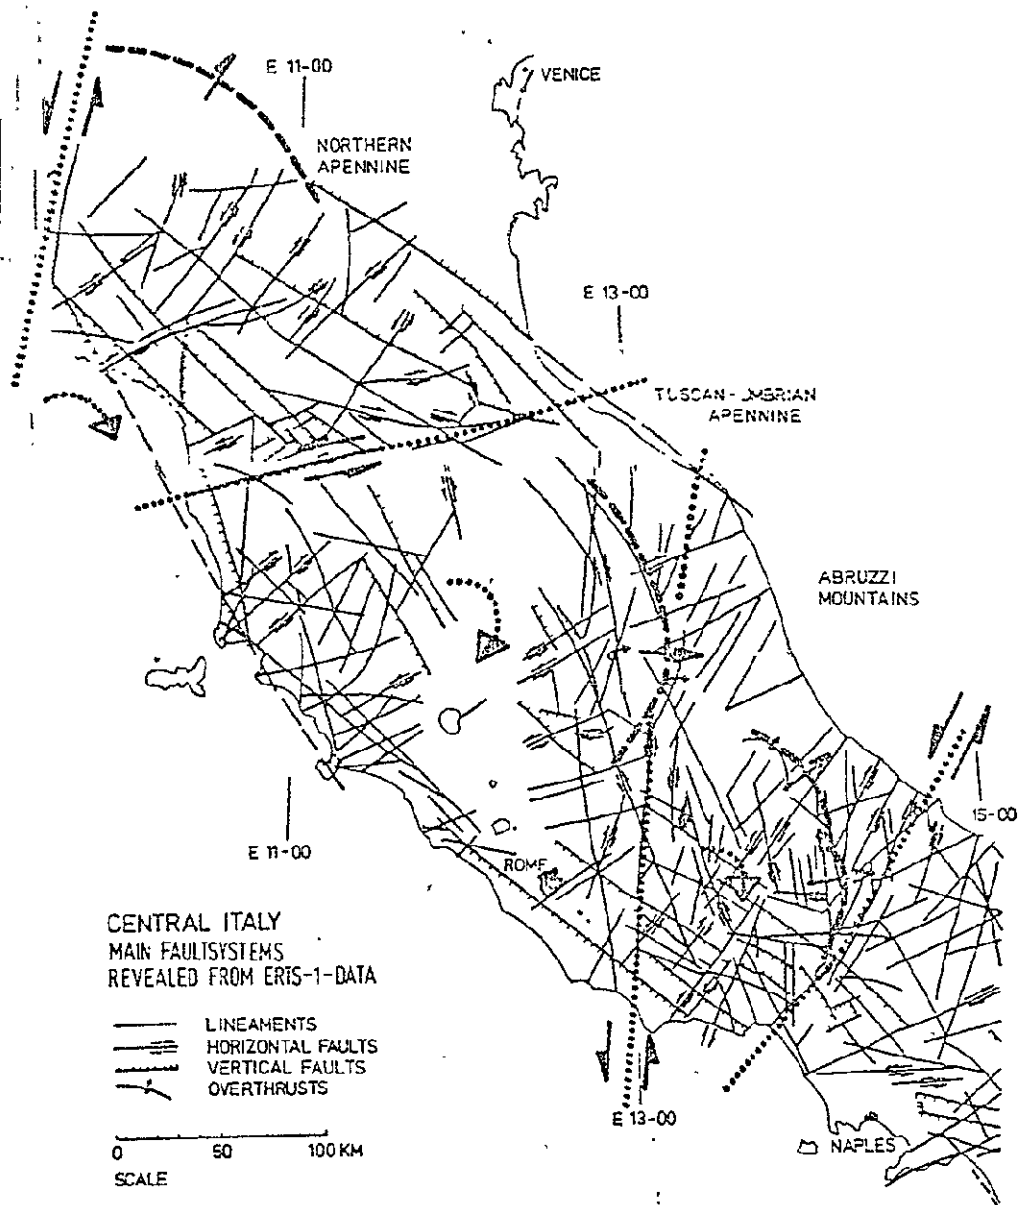 E 11-00
VENICE
NORTHERN
APENNINE
E 13-00
TUSCAN-UMBRIAN
APENNINE
ABRUZZI
MOUNTAINS
15-00
E 11-00
ROME
CENTRAL ITALY
MAIN FAULTSYSTEMS
REVEALED FROM ERTS-1-DATA
LINEAMENTS
HORIZONTAL FAULTS
VERTICAL FAULTS
OVERTHRUSTS
E 13-00
0 50 100 KM
SCALE
NAPLES